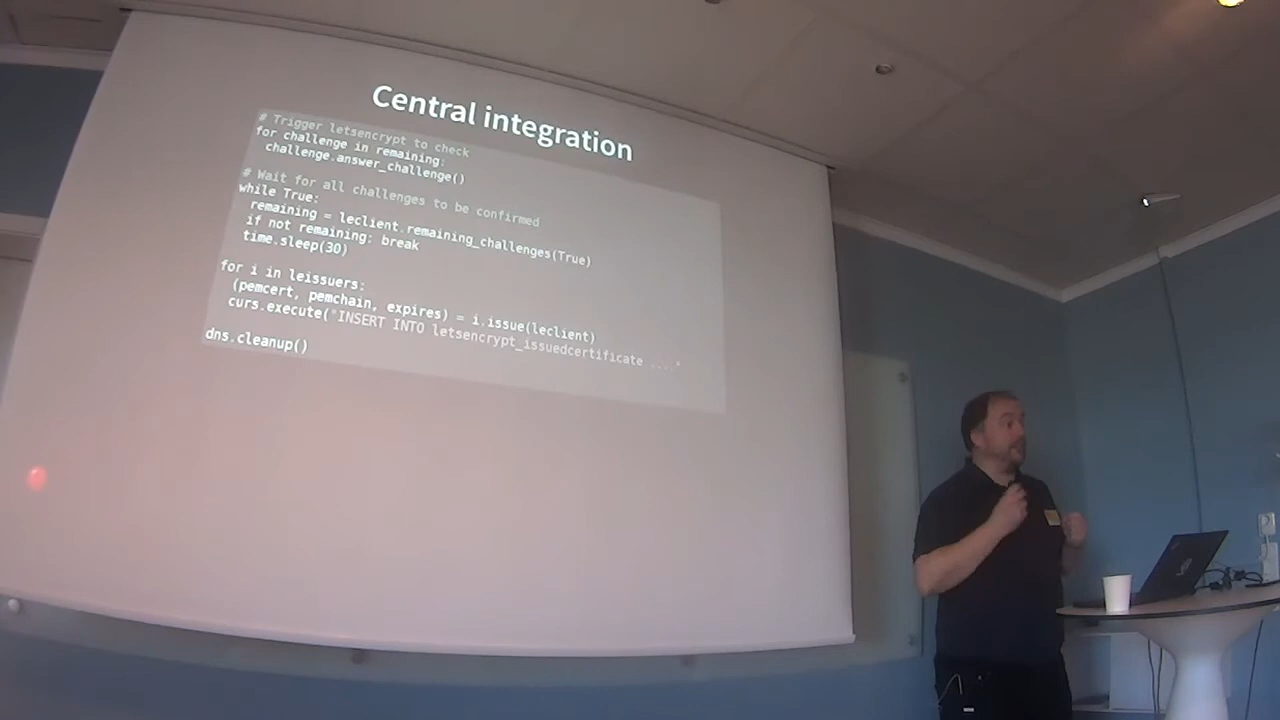 Central integration
# Trigger letsencrypt to check
for challenge in remaining:
challenge.answer_challenge()
# Wait for all challenges to be confirmed
while True:
remaining = leclient.remaining_challenges(True)
if not remaining: break
time.sleep(30)
for i in leissuers:
(pemcert, pemchain, expires) = i.issue(leclient)
curs.execute("INSERT INTO letsencrypt_issuedcertificate ...."
dns.cleanup()